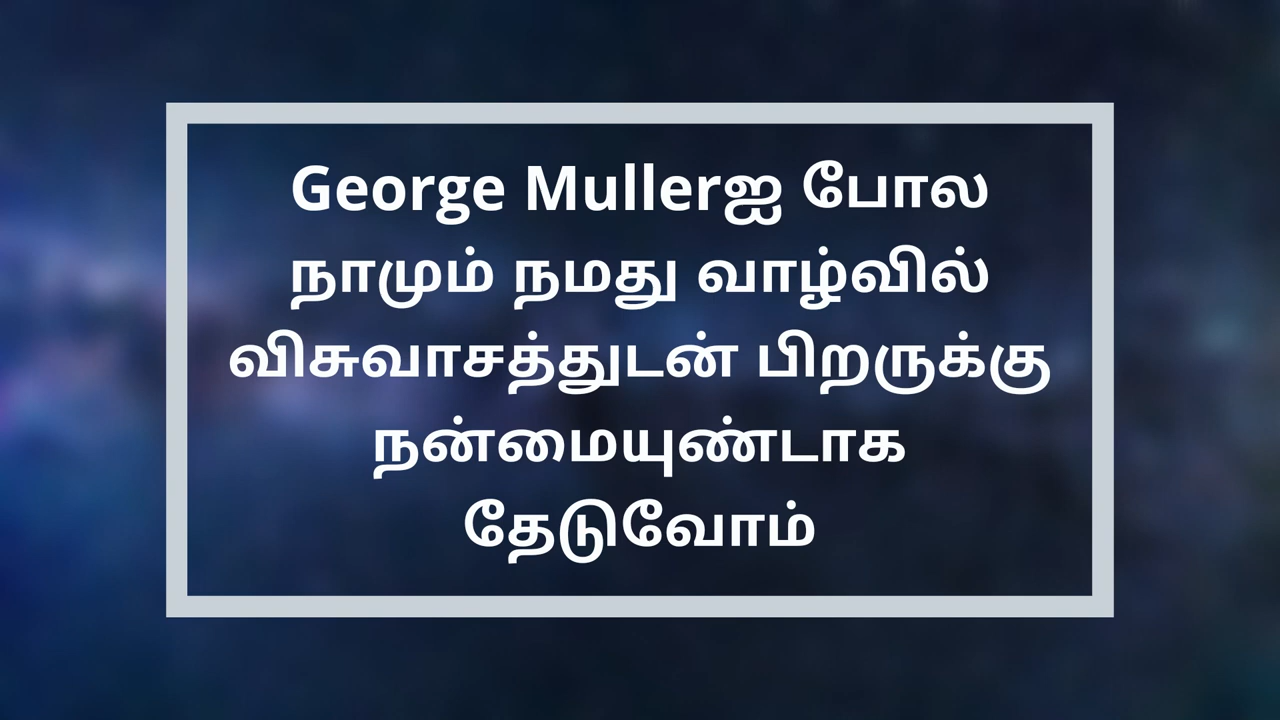 George Mullerஐ போல
நாமும் நமது வாழ்வில்
விசுவாசத்துடன் பிறருக்கு
நன்மையுண்டாக
தேடுவோம்